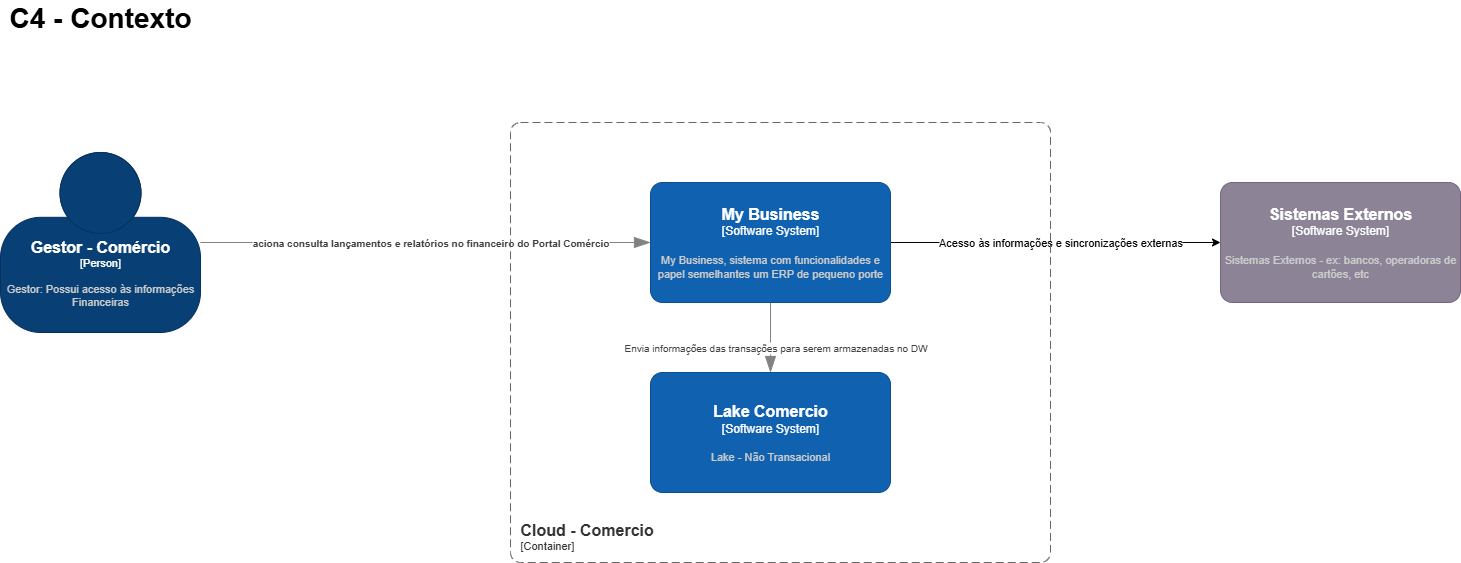 C4 - Contexto
Gestor - Comércio
[Person]
Gestor: Possui acesso às informações
Financeiras
aciona consulta lançamentos e relatórios no financeiro do Portal Comércio
My Business
[Software System]
My Business, sistema com funcionalidades e
papel semelhantes um ERP de pequeno porte
Acesso às informações e sincronizações externas
Sistemas Externos
[Software System]
Sistemas Externos - ex: bancos, operadoras de
cartões, etc
Envia informações das transações para serem armazenadas no DW
Lake Comercio
[Software System]
Lake - Não Transacional
Cloud - Comercio
[Container]